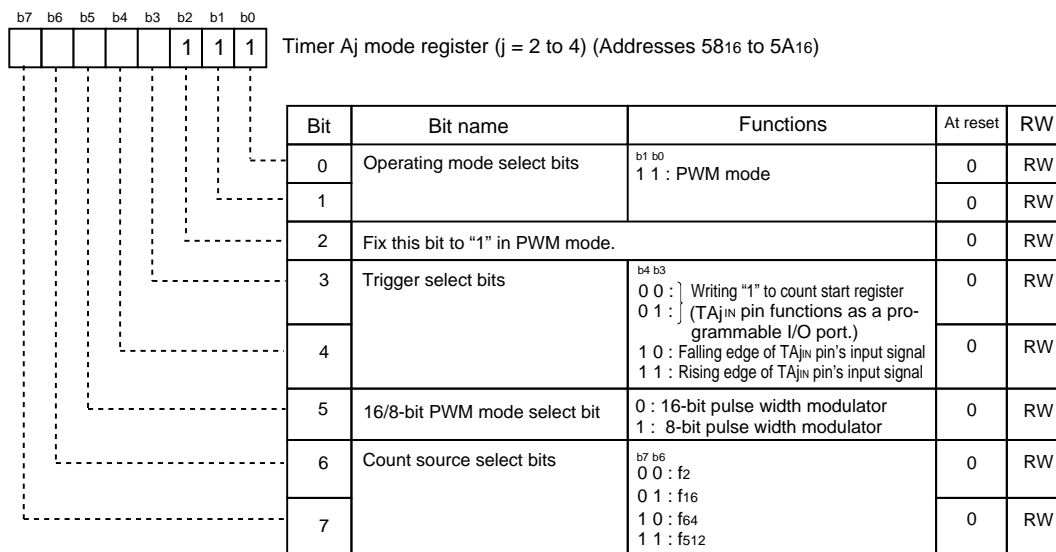 b7 b6 b5 b4 b3 b2 b1 b0
1 1 1 Timer Aj mode register (j = 2 to 4) (Addresses 5816 to 5A16)
Bit Bit name Functions At reset RW
0 Operating mode select bits b1 b0 0 RW
1 1 : PWM mode
1 0 RW
2 Fix this bit to “1” in PWM mode. 0 RW
3 Trigger select bits b4 b3 0 RW
0 0 : Writing “1” to count start register
0 1 : (TAjIN pin functions as a pro-
grammable I/O port.)
4 1 0 : Falling edge of TAjIN pin’s input signal 0 RW
1 1 : Rising edge of TAjIN pin’s input signal
5 16/8-bit PWM mode select bit 0 : 16-bit pulse width modulator 0 RW
1 : 8-bit pulse width modulator
6 Count source select bits b7 b6 0 RW
0 0 : f2
0 1 : f16
7 1 0 : f64 0 RW
1 1 : f512